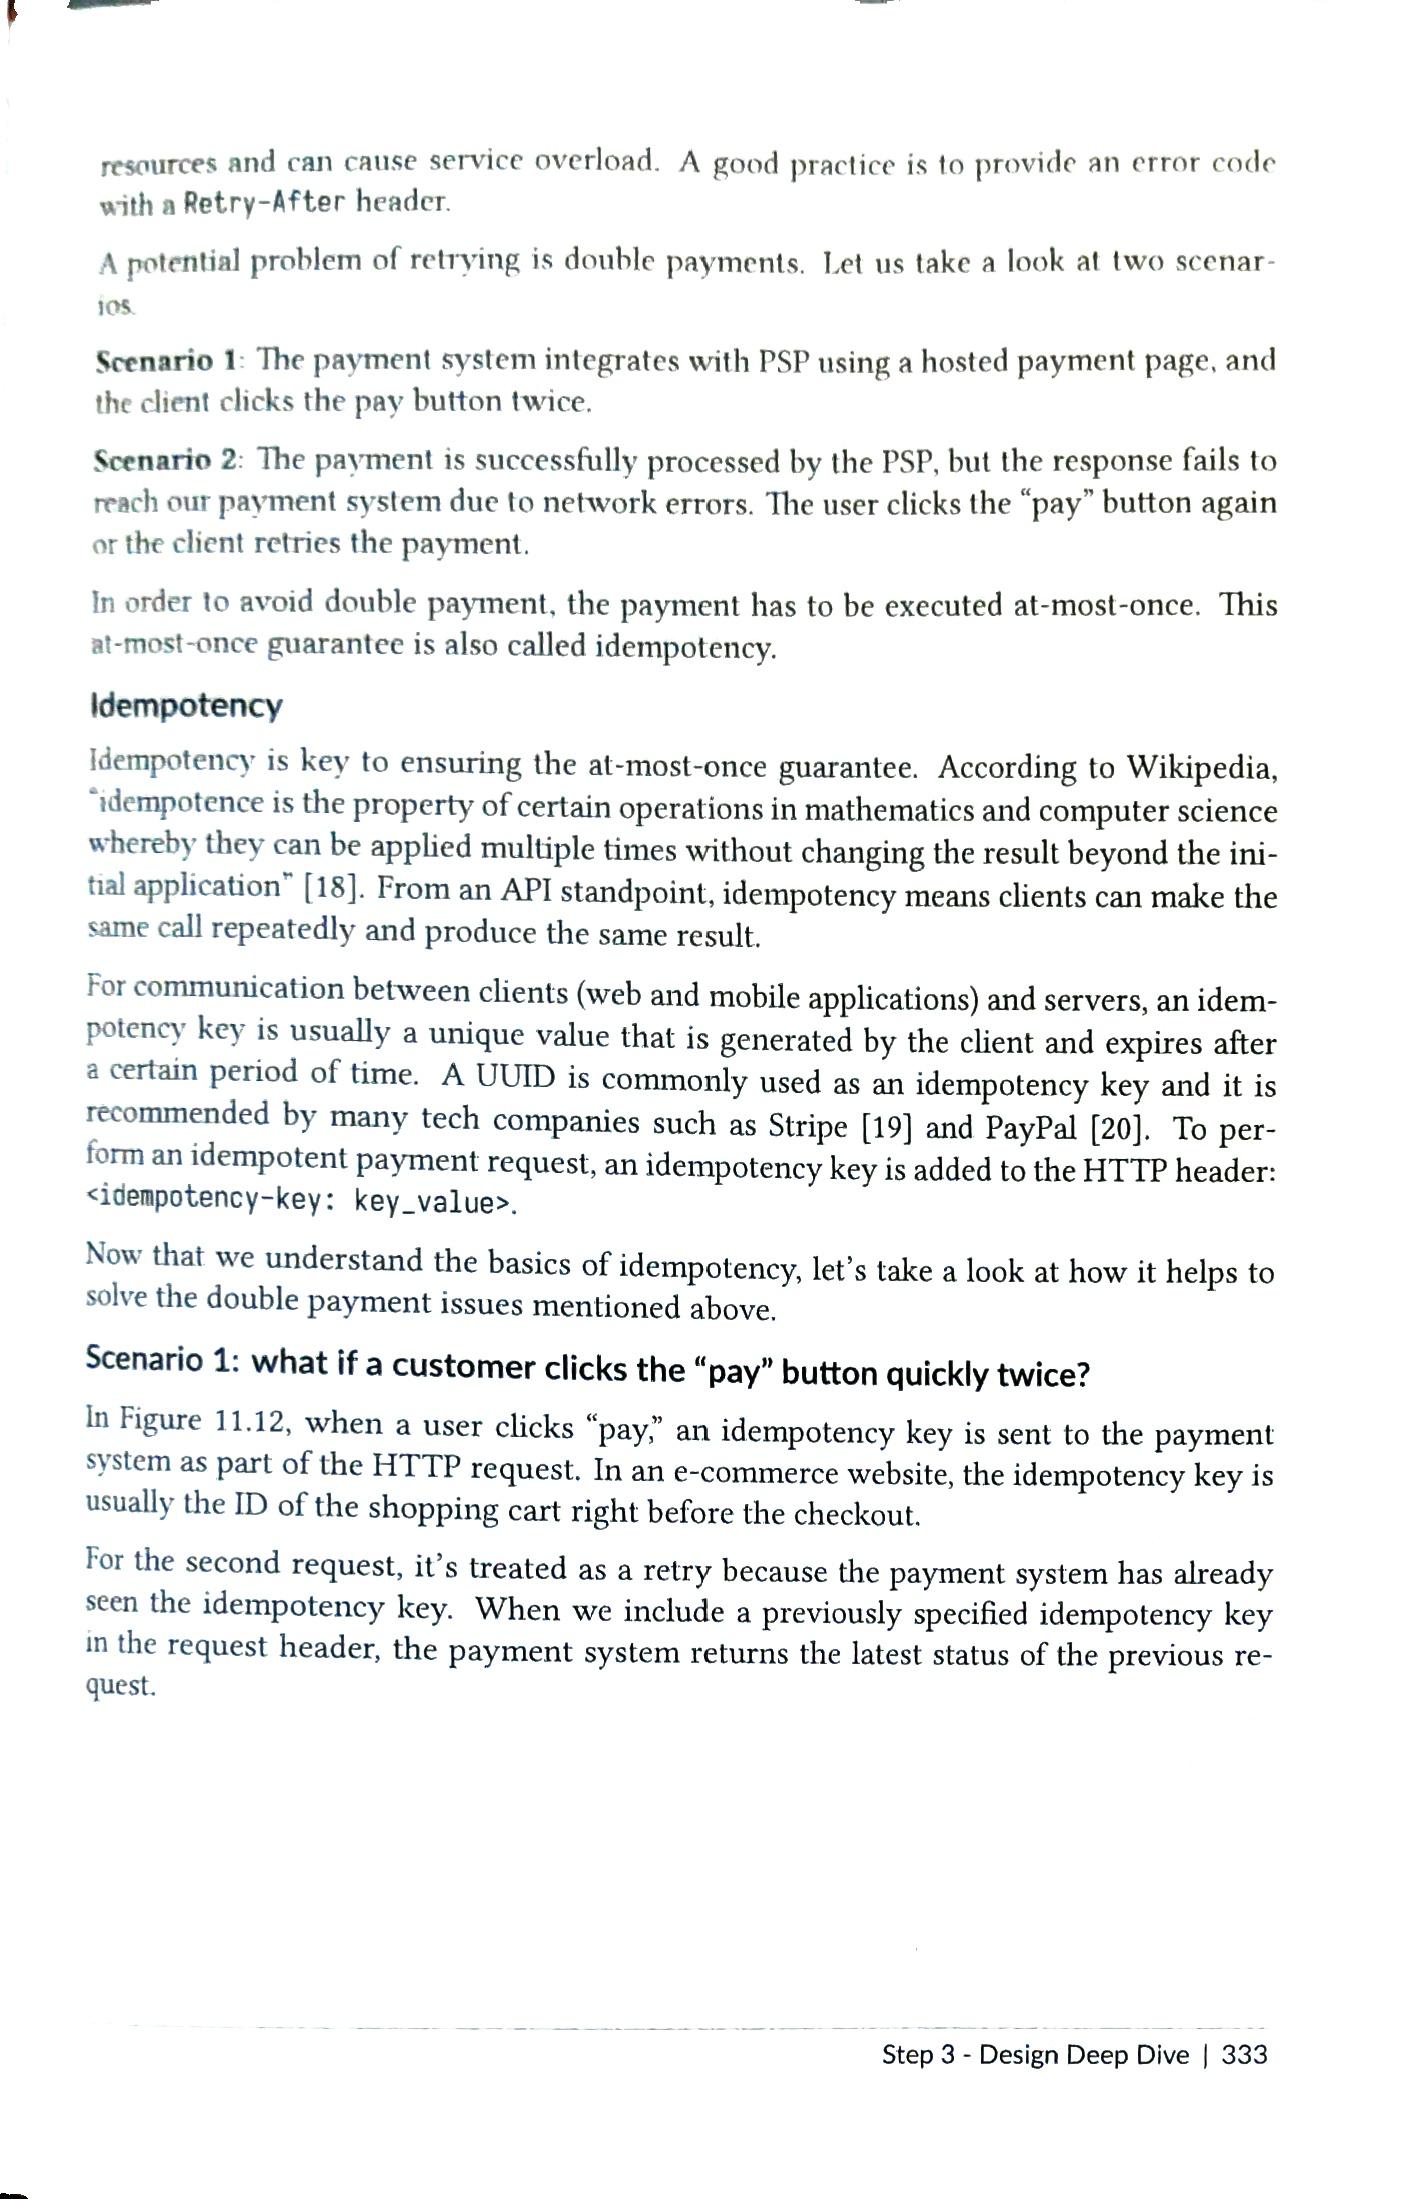 resources and can cause service overload. A good practice is to provide an error code
with a Retry-After header.
A potential problem of retrying is double payments. Let us take a look at two scenar-
ios.
Scenario 1: The payment system integrates with PSP using a hosted payment page, and
the client clicks the pay button twice.
Scenario 2: The payment is successfully processed by the PSP, but the response fails to
reach our payment system due to network errors. The user clicks the “pay” button again
or the client retries the payment.
In order to avoid double payment, the payment has to be executed at-most-once. This
at-most-once guarantee is also called idempotency.
Idempotency
Idempotency is key to ensuring the at-most-once guarantee. According to Wikipedia,
“idempotence is the property of certain operations in mathematics and computer science
whereby they can be applied multiple times without changing the result beyond the ini-
tial application” [18]. From an API standpoint, idempotency means clients can make the
same call repeatedly and produce the same result.
For communication between clients (web and mobile applications) and servers, an idem-
potency key is usually a unique value that is generated by the client and expires after
a certain period of time. A UUID is commonly used as an idempotency key and it is
recommended by many tech companies such as Stripe [19] and PayPal [20]. To per-
form an idempotent payment request, an idempotency key is added to the HTTP header:
<idempotency-key: key_value>.
Now that we understand the basics of idempotency, let’s take a look at how it helps to
solve the double payment issues mentioned above.
Scenario 1: what if a customer clicks the “pay” button quickly twice?
In Figure 11.12, when a user clicks “pay,” an idempotency key is sent to the payment
system as part of the HTTP request. In an e-commerce website, the idempotency key is
usually the ID of the shopping cart right before the checkout.
For the second request, it’s treated as a retry because the payment system has already
seen the idempotency key. When we include a previously specified idempotency key
in the request header, the payment system returns the latest status of the previous re-
quest.
Step 3 - Design Deep Dive | 333